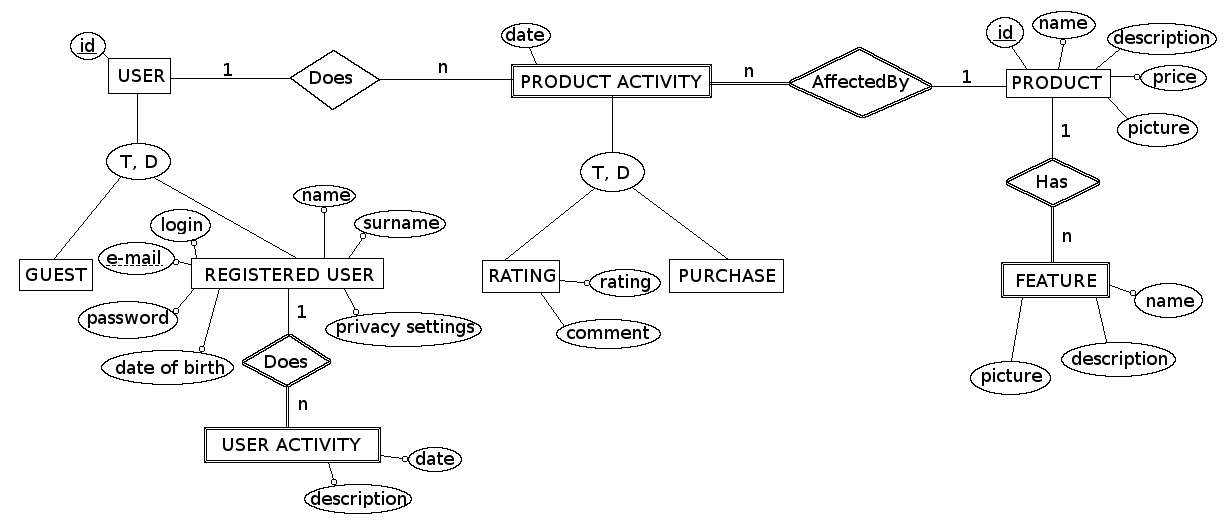 id
USER
1
Does
n
date
PRODUCT ACTIVITY
n
AffectedBy
1
id
name
description
PRODUCT
price
picture
1
Has
n
FEATURE
name
description
picture
T, D
GUEST
login
name
surname
e-mail
REGISTERED USER
password
date of birth
privacy settings
1
Does
n
USER ACTIVITY
date
description
T, D
RATING
rating
comment
PURCHASE